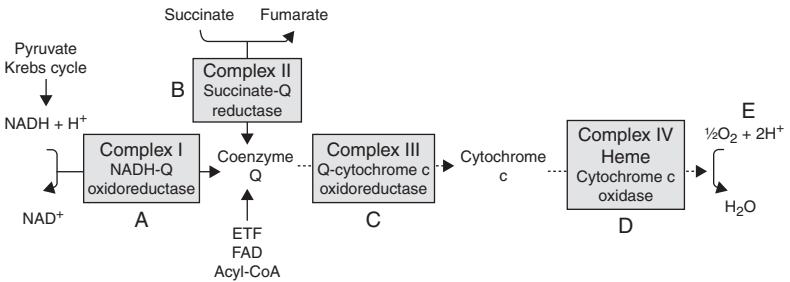 Succinate Fumarate
Pyruvate
Krebs cycle
B
Complex II
Succinate-Q
reductase
NADH + H⁺
NAD⁺
Complex I
NADH-Q
oxidoreductase
A
Coenzyme
Q
ETF
FAD
Acyl-CoA
Complex III
Q-cytochrome c
oxidoreductase
C
Cytochrome
c
Complex IV
Heme
Cytochrome c
oxidase
D
E
½O₂ + 2H⁺
H₂O